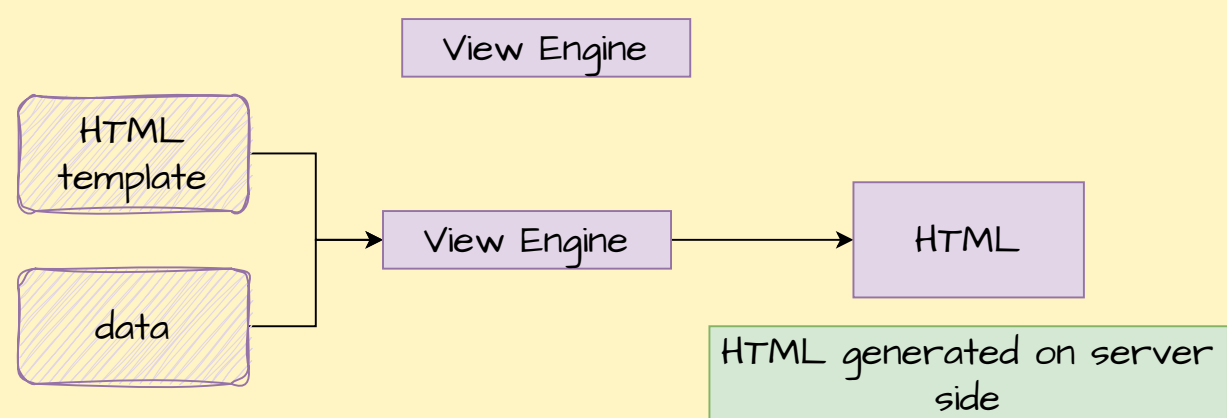 View Engine
HTML
template
View Engine
HTML
data
HTML generated on server
side